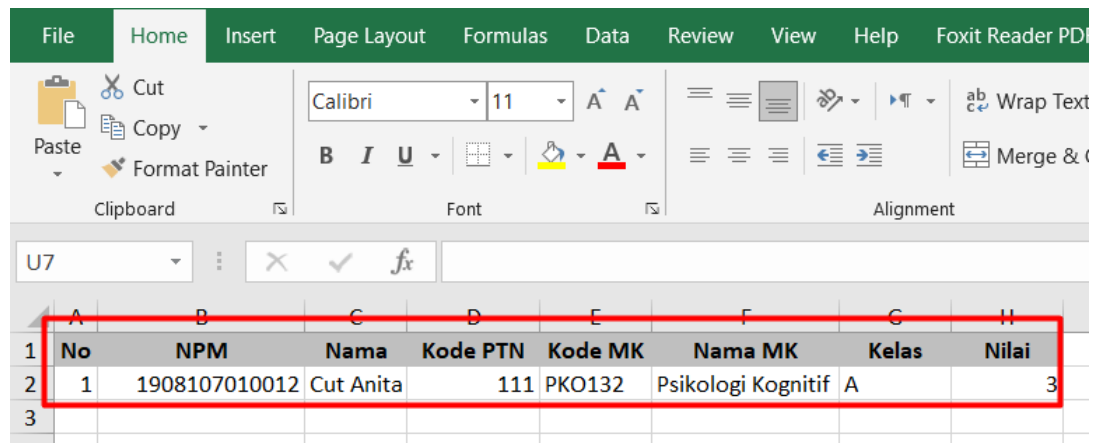 File Home Insert Page Layout Formulas Data Review View Help Foxit Reader PDF
Cut
Calibri 11 A A Wrap Text
Copy
Paste
Format Painter B I U A Merge &
Clipboard Font Alignment
U7 fx
A B C D E F G H
1 No NPM Nama Kode PTN Kode MK Nama MK Kelas Nilai
2 1 1908107010012 Cut Anita 111 PKO132 Psikologi Kognitif A 3
3